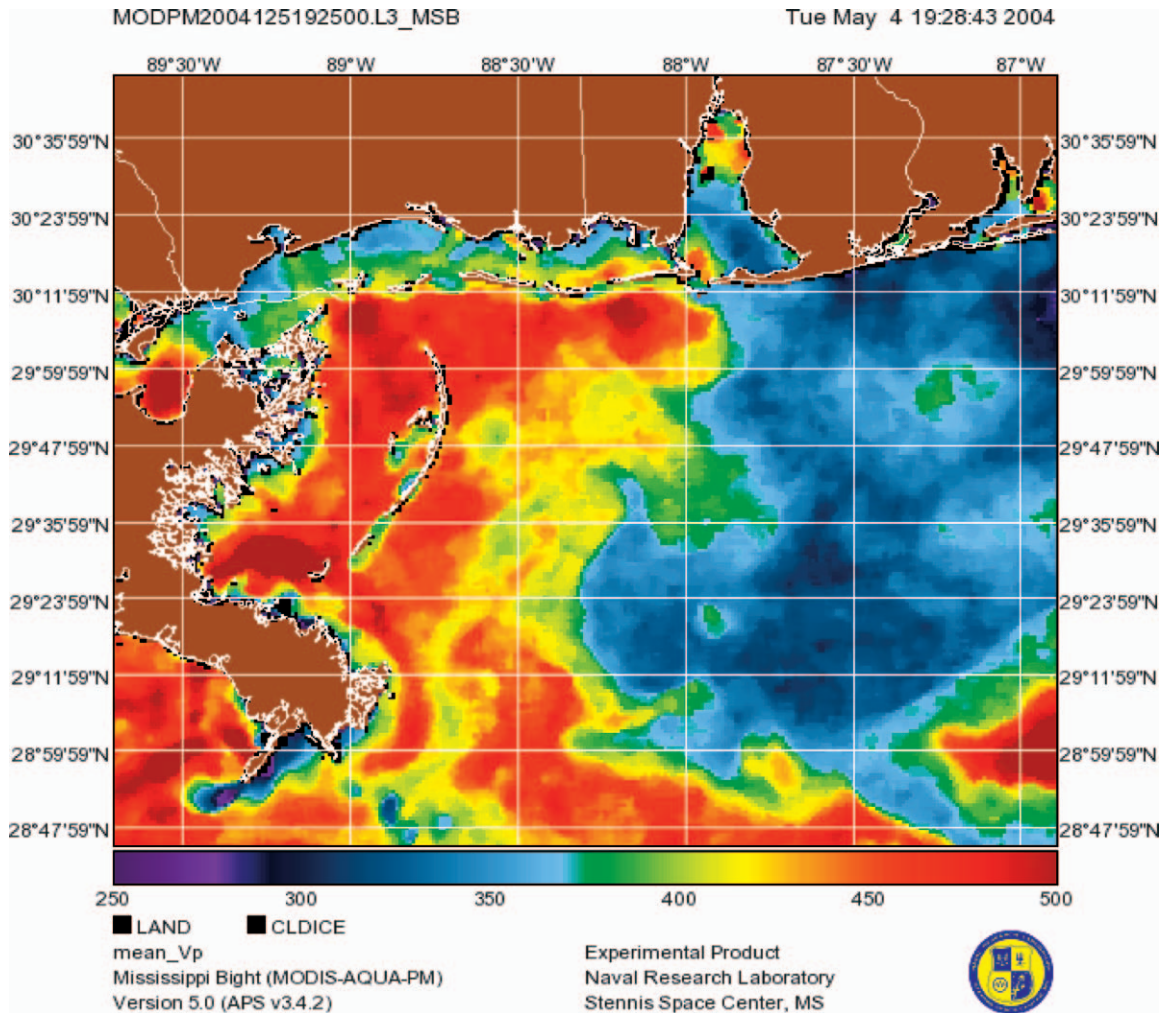 MODPM2004125192500.L3_MSB Tue May 4 19:28:43 2004
89°30'W 89°W 88°30'W 88°W 87°30'W 87°W
30°35'59"N 30°35'59"N
30°23'59"N 30°23'59"N
30°11'59"N 30°11'59"N
29°59'59"N 29°59'59"N
29°47'59"N 29°47'59"N
29°35'59"N 29°35'59"N
29°23'59"N 29°23'59"N
29°11'59"N 29°11'59"N
28°59'59"N 28°59'59"N
28°47'59"N 28°47'59"N
250 300 350 400 450 500
LAND CLDICE
mean_Vp Experimental Product
Mississippi Bight (MODIS-AQUA-PM) Naval Research Laboratory
Version 5.0 (APS v3.4.2) Stennis Space Center, MS